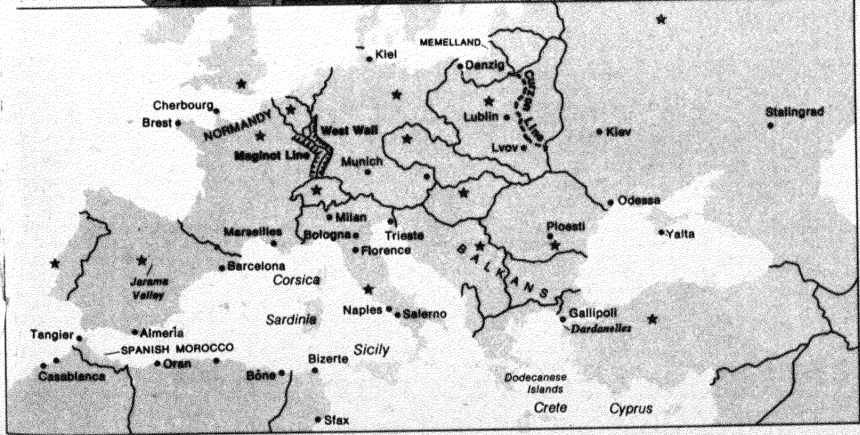 MEMELLAND
Kiel
Danzig
Cherbourg
Brest
NORMANDY
West Wall
Maginot Line
Munich
Lublin
Curzon Line
Lvov
Kiev
Stalingrad
Odessa
Yalta
Milan
Bologna
Trieste
Florence
Marseilles
Ploesti
BALKANS
Barcelona
Corsica
Jarama
Valley
Naples
Salerno
Sardinia
Gallipoli
Dardanelles
Almeria
Tangier
SPANISH MOROCCO
Oran
Casablanca
Sicily
Bizerte
Bône
Sfax
Dodecanese
Islands
Crete
Cyprus